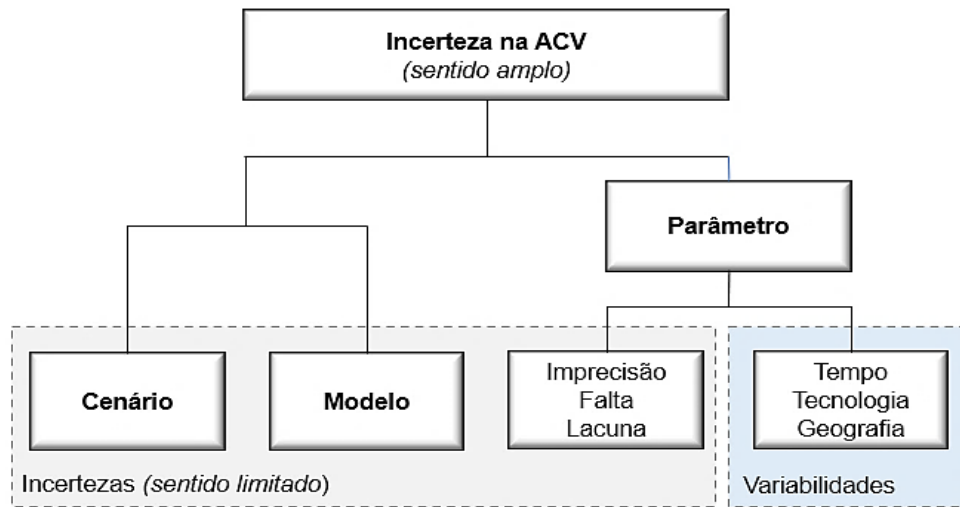 Incerteza na ACV
(sentido amplo)
Parâmetro
Cenário
Modelo
Imprecisão
Falta
Lacuna
Tempo
Tecnologia
Geografia
Incertezas (sentido limitado)
Variabilidades